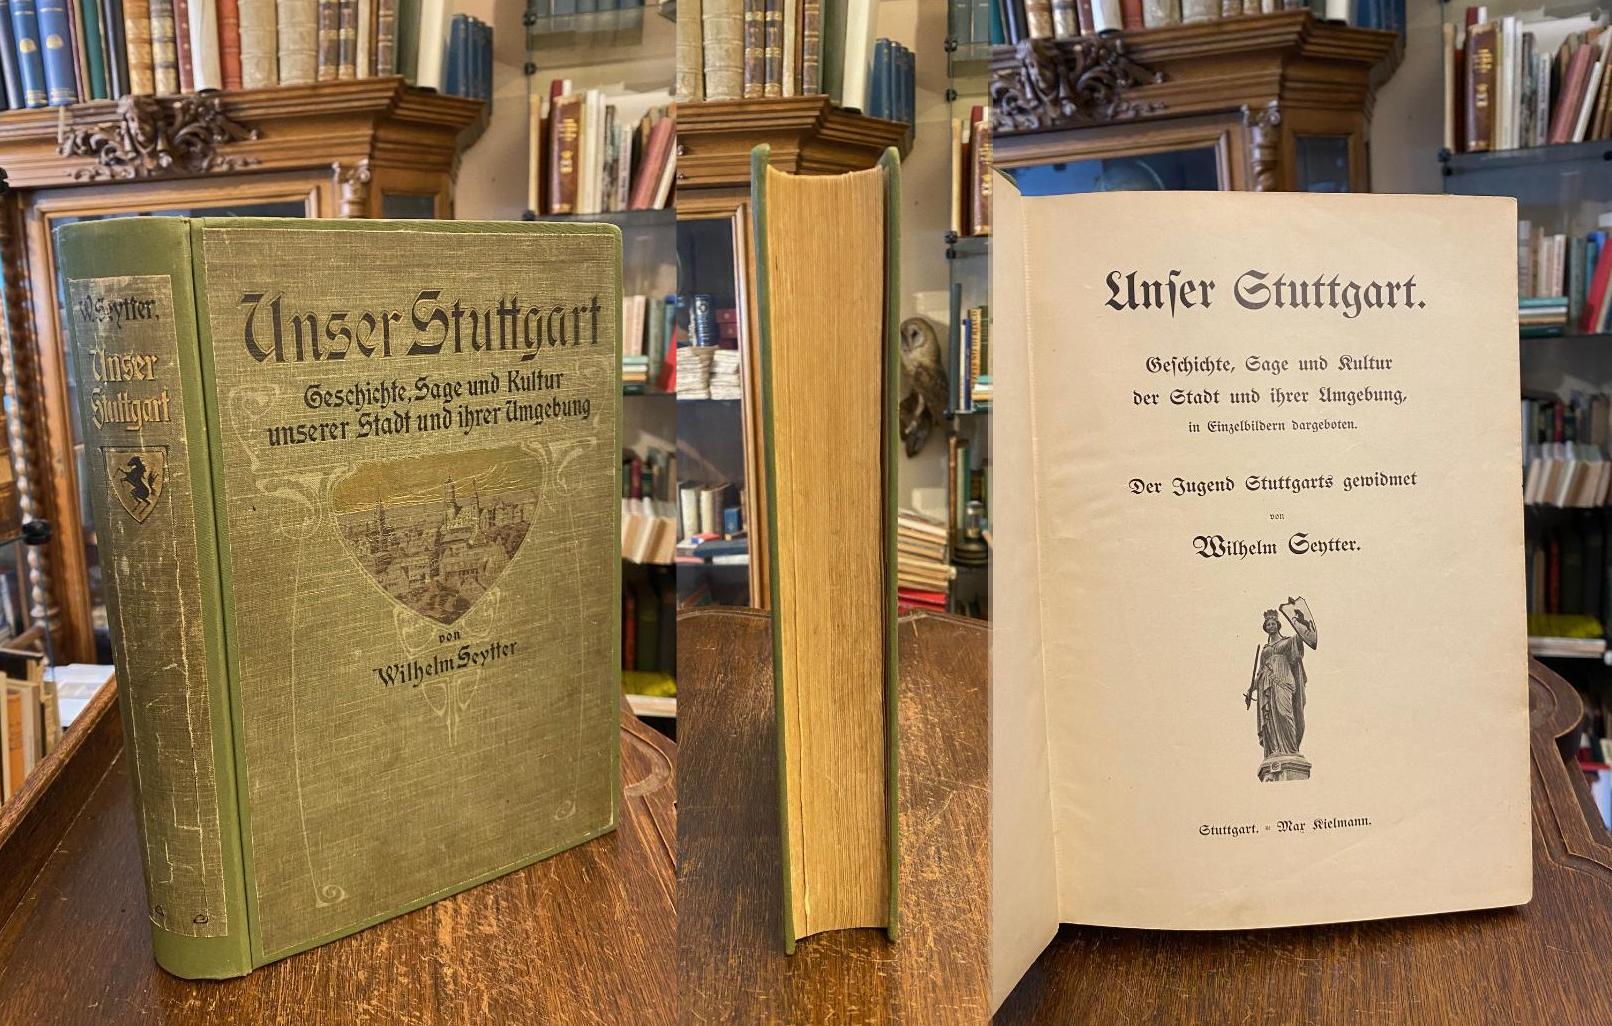 W. Seytter.
Unser
Stuttgart
Unser Stuttgart
Geschichte, Sage und Kultur
unserer Stadt und ihrer Umgebung
von
Wilhelm Seytter
Unſer Stuttgart.
Geſchichte, Sage und Kultur
der Stadt und ihrer Umgebung,
in Einzelbildern dargeboten.
Der Jugend Stuttgarts gewidmet
von
Wilhelm Seytter.
Stuttgart. Max Kielmann.